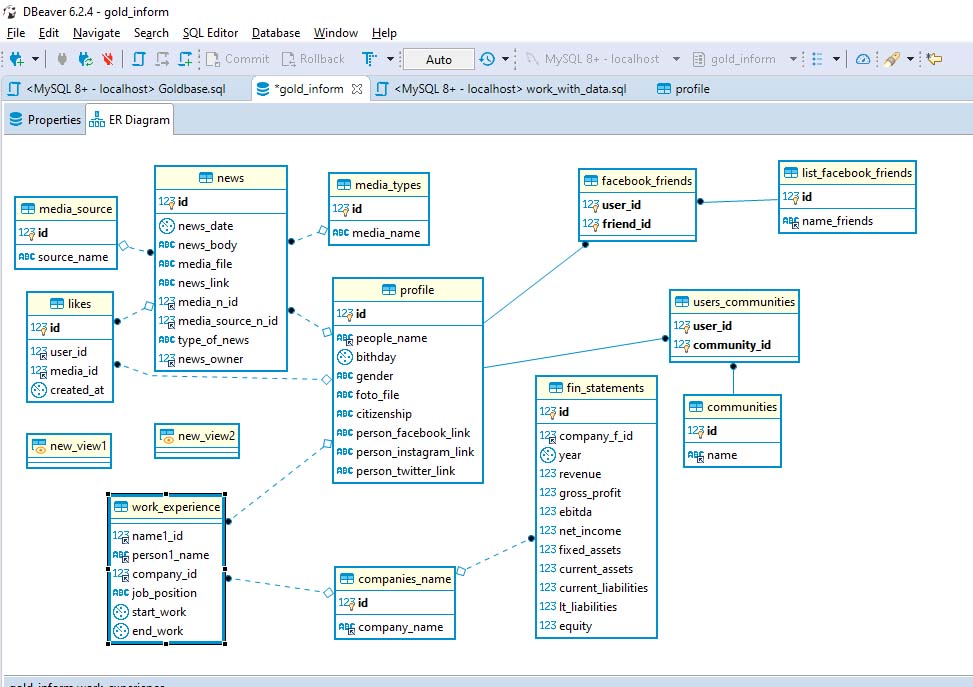 DBeaver 6.2.4 - gold_inform
File Edit Navigate Search SQL Editor Database Window Help
Commit Rollback Auto MySQL 8+ - localhost gold_inform
<MySQL 8+ - localhost> Goldbase.sql *gold_inform <MySQL 8+ - localhost> work_with_data.sql profile
Properties ER Diagram
media_source
123 id
ABC source_name
news
123 id
news_date
ABC news_body
ABC media_file
ABC news_link
123 media_n_id
123 media_source_n_id
ABC type_of_news
123 news_owner
media_types
123 id
ABC media_name
facebook_friends
123 user_id
123 friend_id
list_facebook_friends
123 id
ABC name_friends
likes
123 id
123 user_id
123 media_id
created_at
profile
123 id
ABC people_name
bithday
ABC gender
ABC foto_file
ABC citizenship
ABC person_facebook_link
ABC person_instagram_link
ABC person_twitter_link
users_communities
123 user_id
123 community_id
communities
123 id
ABC name
fin_statements
123 id
123 company_f_id
year
123 revenue
123 gross_profit
123 ebitda
123 net_income
123 fixed_assets
123 current_assets
123 current_liabilities
123 lt_liabilities
123 equity
new_view1
new_view2
work_experience
123 name1_id
ABC person1_name
123 company_id
ABC job_position
start_work
end_work
companies_name
123 id
ABC company_name
gold_inform.work_experience